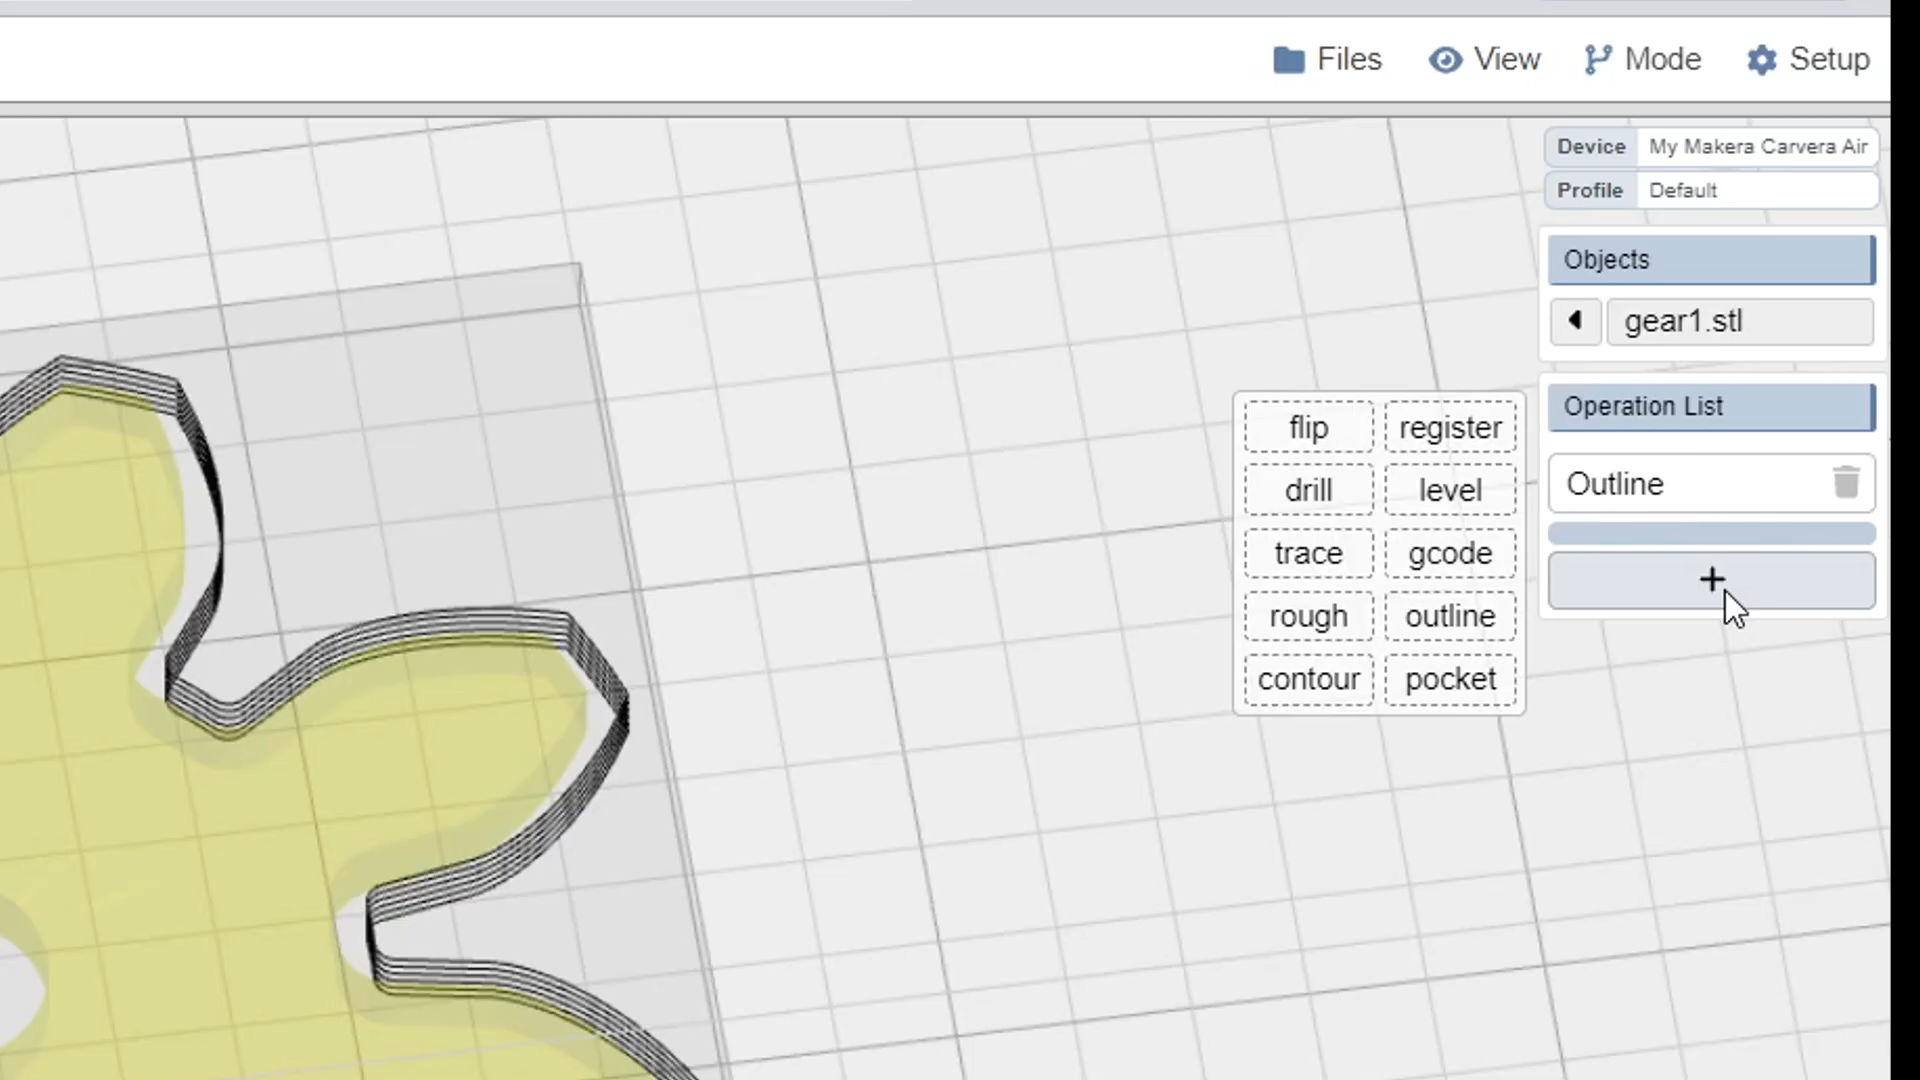 Files View Mode Setup
Device My Makera Carvera Air
Profile Default
Objects
gear1.stl
Operation List
Outline
+
flip register
drill level
trace gcode
rough outline
contour pocket